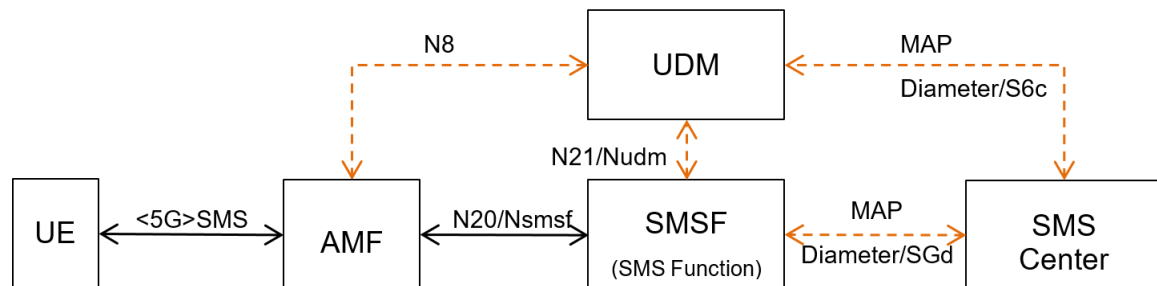 N8
UDM
MAP
Diameter/S6c
N21/Nudm
UE
<5G>SMS
AMF
N20/Nsmsf
SMSF
(SMS Function)
MAP
Diameter/SGd
SMS
Center